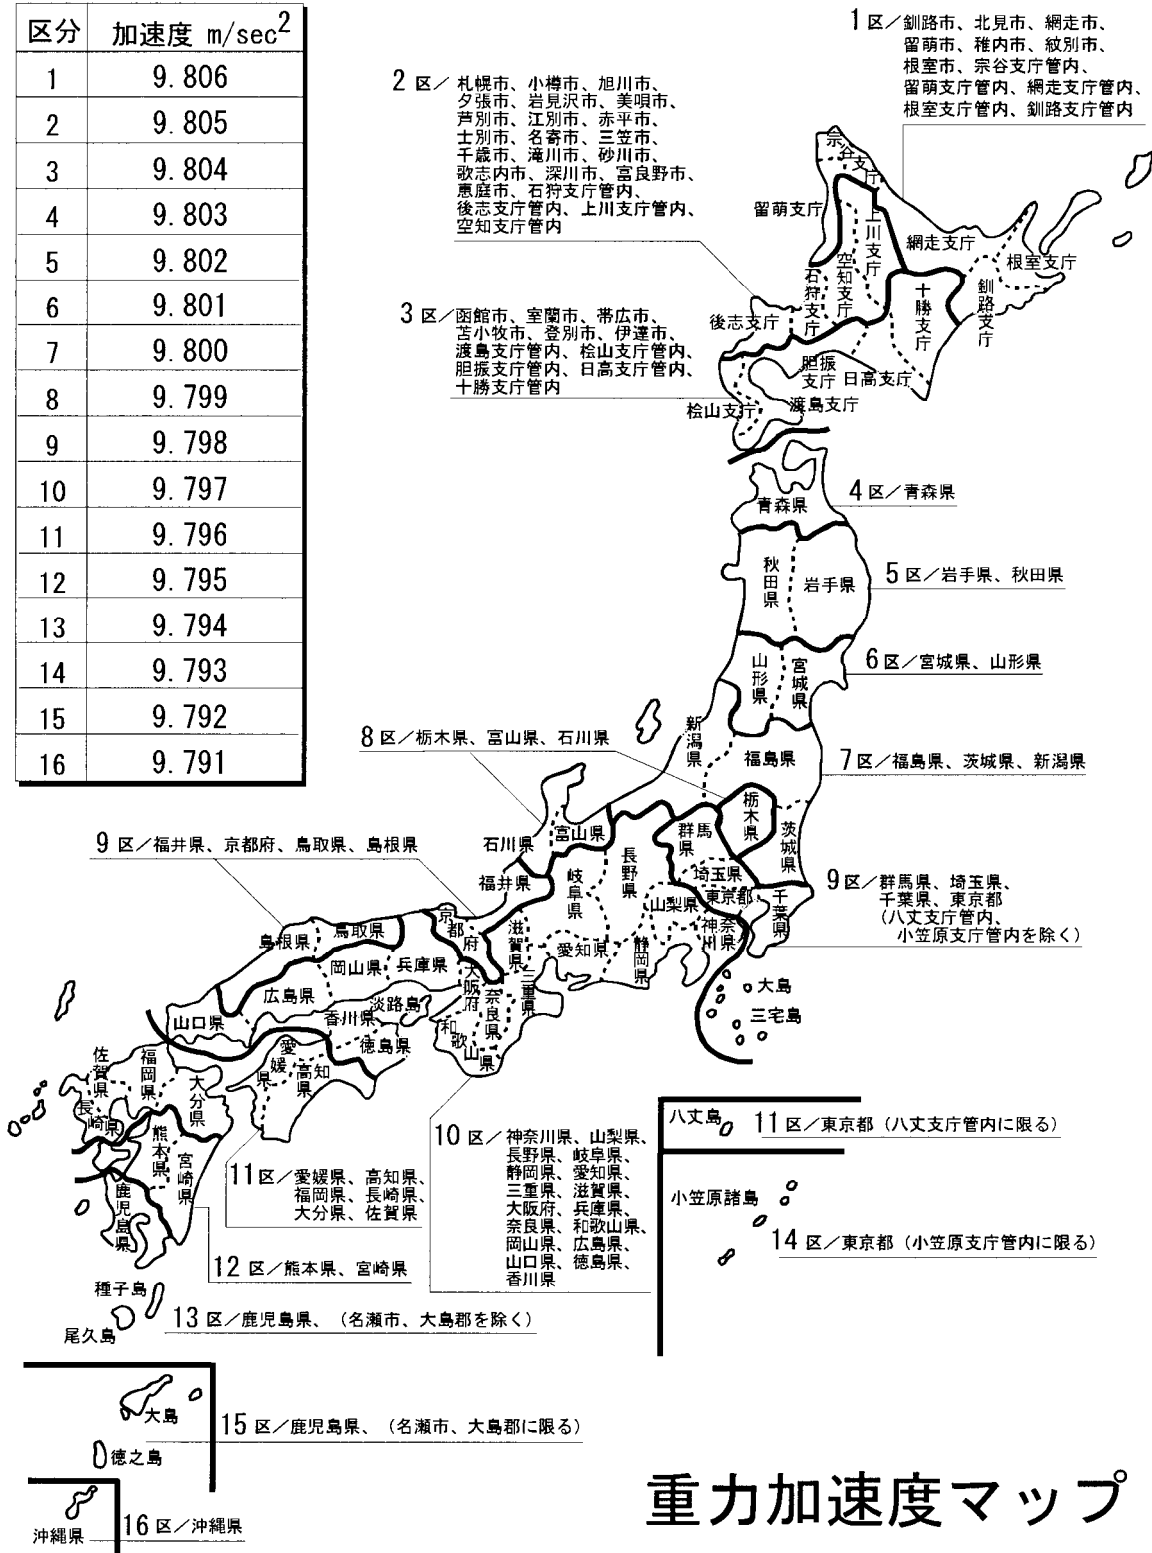 区分 加速度 m/sec²
1 9.806
2 9.805
3 9.804
4 9.803
5 9.802
6 9.801
7 9.800
8 9.799
9 9.798
10 9.797
11 9.796
12 9.795
13 9.794
14 9.793
15 9.792
16 9.791
1 区／釧路市、北見市、網走市、
留萌市、稚内市、紋別市、
根室市、宗谷支庁管内、
留萌支庁管内、網走支庁管内、
根室支庁管内、釧路支庁管内
2 区／札幌市、小樽市、旭川市、
夕張市、岩見沢市、美唄市、
芦別市、江別市、赤平市、
士別市、名寄市、三笠市、
千歳市、滝川市、砂川市、
歌志内市、深川市、富良野市、
恵庭市、石狩支庁管内、
後志支庁管内、上川支庁管内、
空知支庁管内
3 区／函館市、室蘭市、帯広市、
苫小牧市、登別市、伊達市、
渡島支庁管内、桧山支庁管内、
胆振支庁管内、日高支庁管内、
十勝支庁管内
宗谷支庁
留萌支庁
上川支庁
網走支庁
根室支庁
空知支庁
石狩支庁
十勝支庁
釧路支庁
後志支庁
胆振
支庁
日高支庁
渡島支庁
桧山支庁
4 区／青森県
青森県
秋田県
岩手県
5 区／岩手県、秋田県
山形県
宮城県
6 区／宮城県、山形県
新潟県
福島県
7 区／福島県、茨城県、新潟県
8 区／栃木県、富山県、石川県
栃木県
茨城県
群馬
県
石川県
富山県
長野県
埼玉県
東京都
千葉県
9 区／福井県、京都府、鳥取県、島根県
福井県
岐阜県
山梨県
神奈
川県
9 区／群馬県、埼玉県、
千葉県、東京都
（八丈支庁管内、
小笠原支庁管内を除く）
京都府
滋賀県
愛知県
静岡県
島根県
鳥取県
岡山県
兵庫県
大阪府
奈良県
三重県
広島県
淡路島
山口県
香川県
和歌山県
徳島県
愛媛県
高知県
大島
三宅島
佐賀県
福岡県
大分県
長崎県
熊本県
宮崎県
鹿児島県
八丈島
11 区／東京都（八丈支庁管内に限る）
小笠原諸島
14 区／東京都（小笠原支庁管内に限る）
10 区／神奈川県、山梨県、
長野県、岐阜県、
静岡県、愛知県、
三重県、滋賀県、
大阪府、兵庫県、
奈良県、和歌山県、
岡山県、広島県、
山口県、徳島県、
香川県
11 区／愛媛県、高知県、
福岡県、長崎県、
大分県、佐賀県
12 区／熊本県、宮崎県
種子島
尾久島
13 区／鹿児島県、（名瀬市、大島郡を除く）
大島
徳之島
15 区／鹿児島県、（名瀬市、大島郡に限る）
沖縄県
16 区／沖縄県
重力加速度マップ